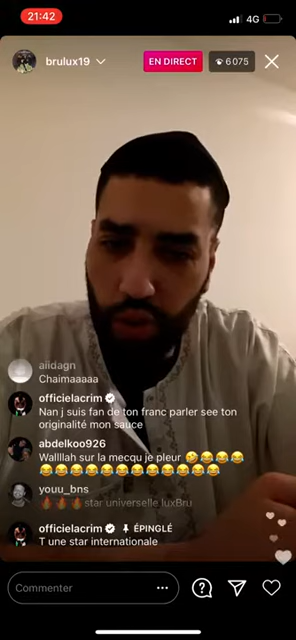 21:42
4G
brulux19
EN DIRECT
6 075
aiidagn
Chaimaaaaa
officielacrim
Nan j suis fan de ton franc parler see ton
originalité mon sauce
abdelkoo926
Wallllah sur la mecqu je pleur 🤣😂😂😂
😂😂😂😂😂😂😂😂😂😂😂😂
youu_bns
🔥🔥🔥star universelle luxBru
officielacrim ÉPINGLÉ
T une star internationale
Commenter